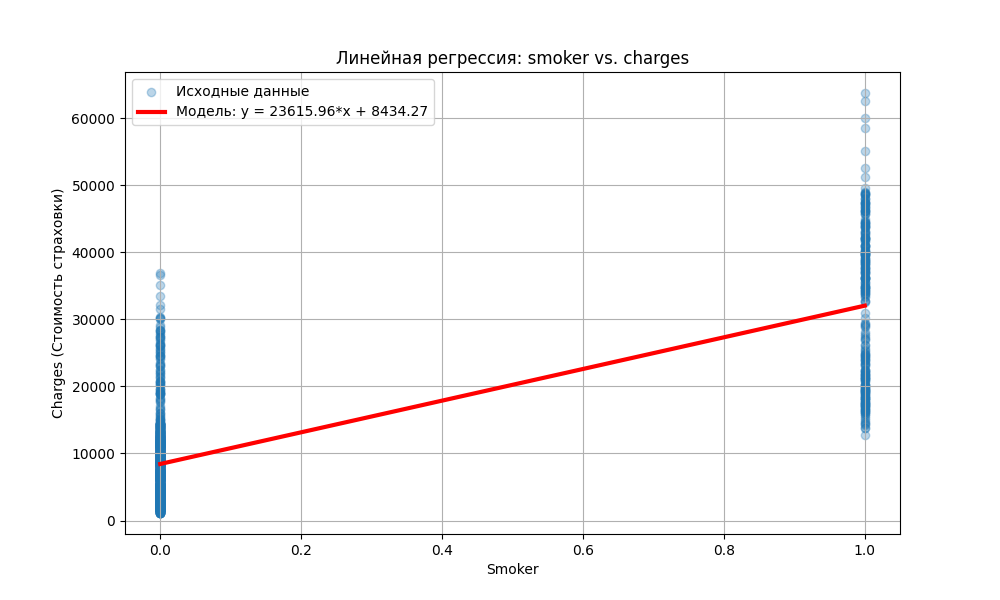 Линейная регрессия: smoker vs. charges
Исходные данные
Модель: y = 23615.96*x + 8434.27
Charges (Стоимость страховки)
60000
50000
40000
30000
20000
10000
0
0.0
0.2
0.4
0.6
0.8
1.0
Smoker